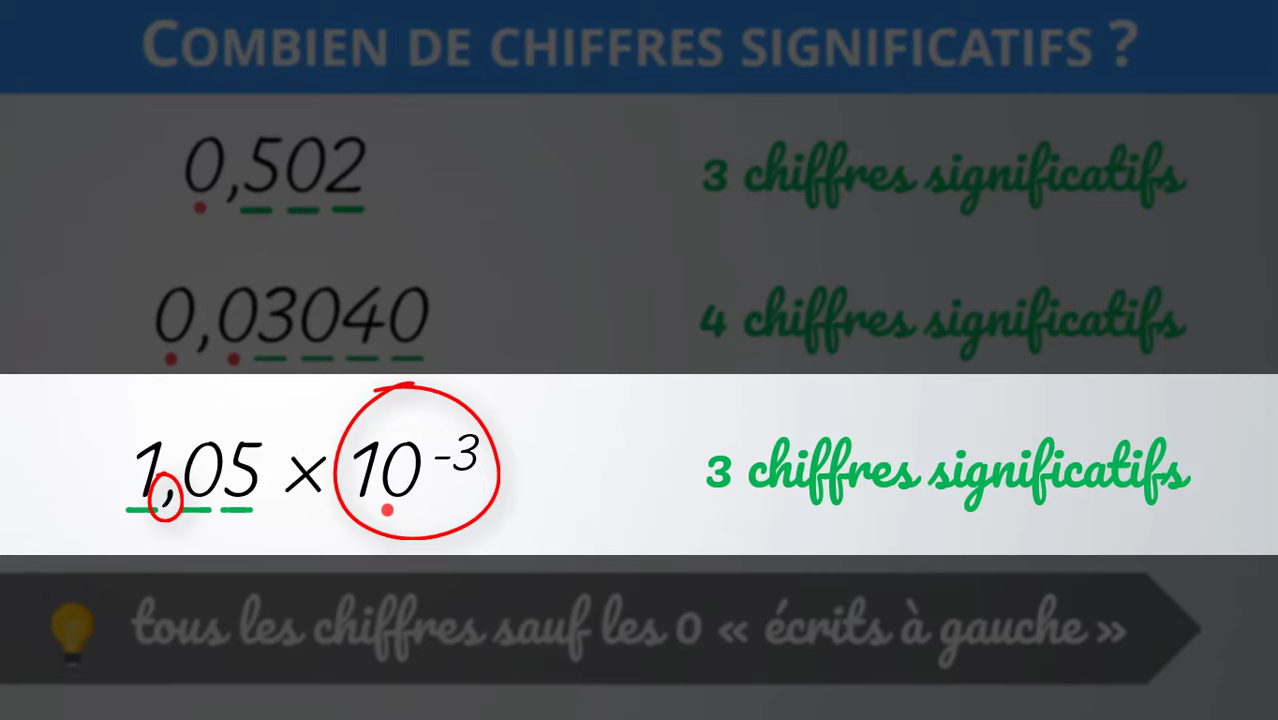 COMBIEN DE CHIFFRES SIGNIFICATIFS ?
0,502 3 chiffres significatifs
0,03040 4 chiffres significatifs
1,05 × 10⁻³ 3 chiffres significatifs
tous les chiffres sauf les 0 « écrits à gauche »